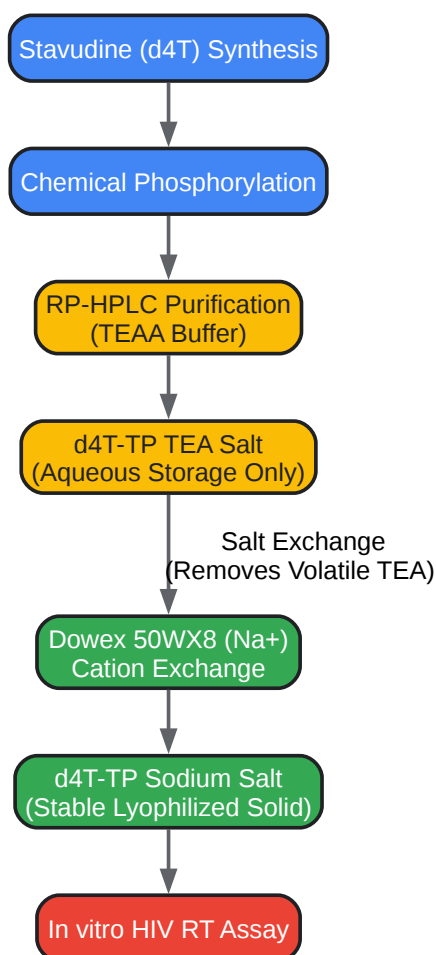 Stavudine (d4T) Synthesis
Chemical Phosphorylation
RP-HPLC Purification
(TEAA Buffer)
d4T-TP TEA Salt
(Aqueous Storage Only)
Salt Exchange
(Removes Volatile TEA)
Dowex 50WX8 (Na+)
Cation Exchange
d4T-TP Sodium Salt
(Stable Lyophilized Solid)
In vitro HIV RT Assay